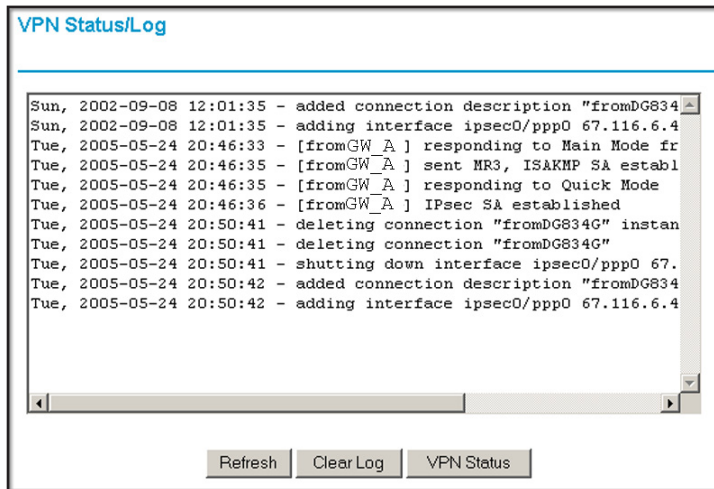 VPN Status/Log
Sun, 2002-09-08 12:01:35 - added connection description "fromDG834
Sun, 2002-09-08 12:01:35 - adding interface ipsec0/ppp0 67.116.6.4
Tue, 2005-05-24 20:46:33 - [fromGW_A ] responding to Main Mode fr
Tue, 2005-05-24 20:46:35 - [fromGW_A ] sent MR3, ISAKMP SA establ
Tue, 2005-05-24 20:46:35 - [fromGW_A ] responding to Quick Mode
Tue, 2005-05-24 20:46:36 - [fromGW_A ] IPsec SA established
Tue, 2005-05-24 20:50:41 - deleting connection "fromDG834G" instan
Tue, 2005-05-24 20:50:41 - deleting connection "fromDG834G"
Tue, 2005-05-24 20:50:41 - shutting down interface ipsec0/ppp0 67.
Tue, 2005-05-24 20:50:42 - added connection description "fromDG834
Tue, 2005-05-24 20:50:42 - adding interface ipsec0/ppp0 67.116.6.4
Refresh Clear Log VPN Status